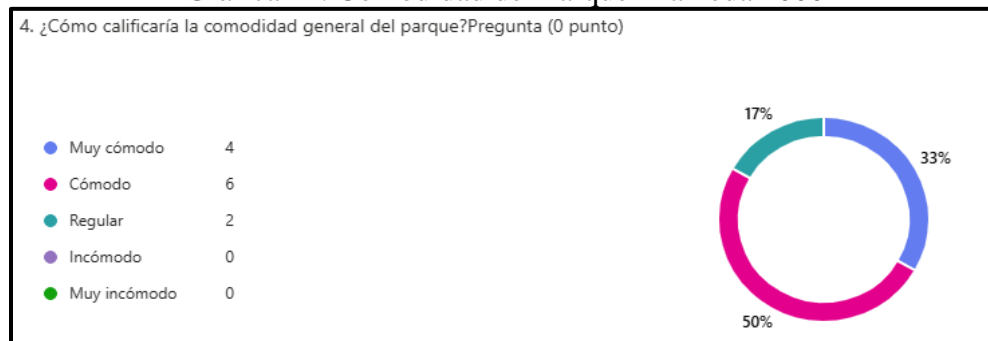 4. ¿Cómo calificaría la comodidad general del parque?Pregunta (0 punto)
Muy cómodo 4
Cómodo 6
Regular 2
Incómodo 0
Muy incómodo 0
17%
33%
50%